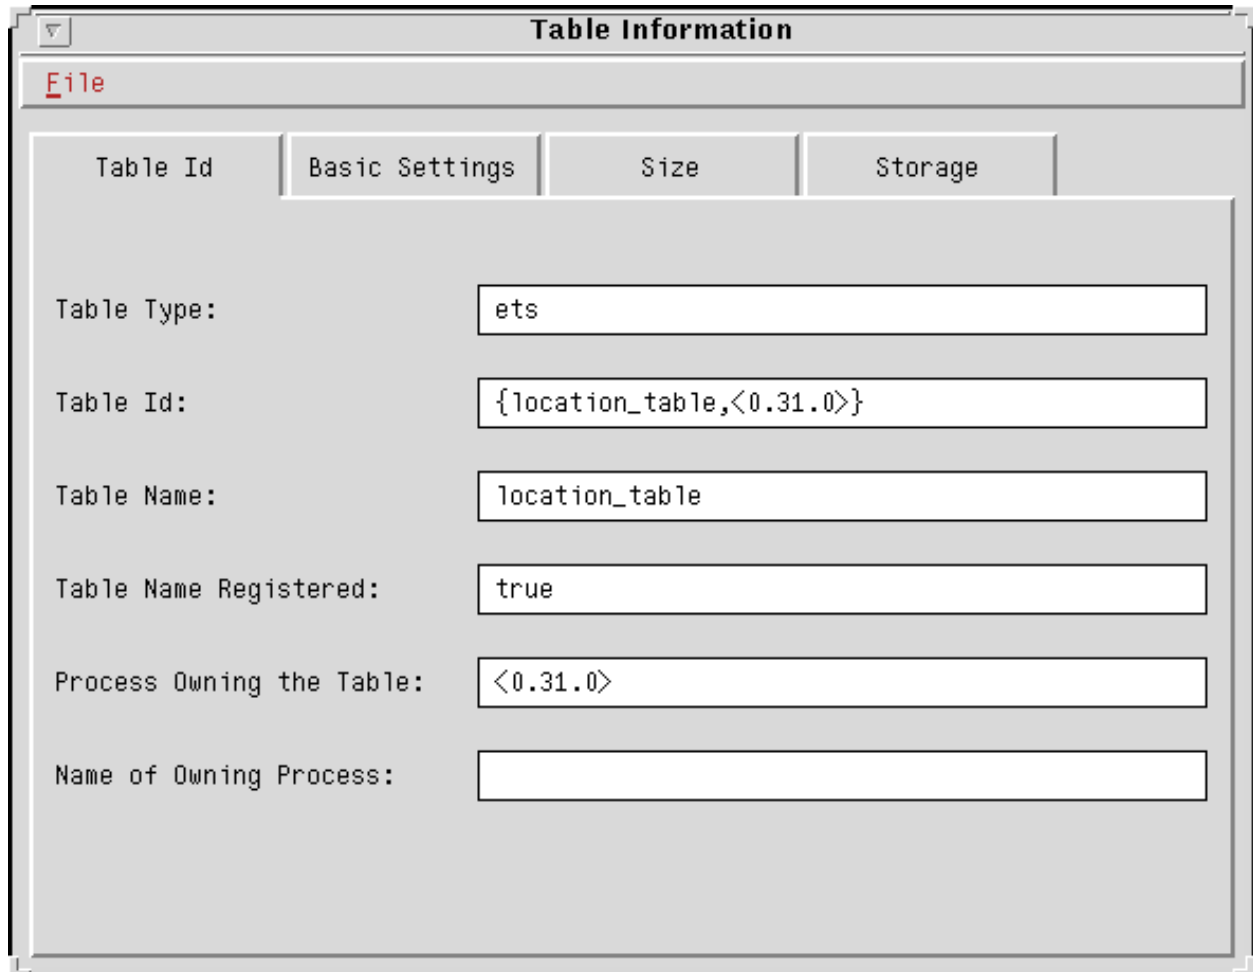 Table Information
File
Table Id Basic Settings Size Storage
Table Type: ets
Table Id: {location_table,<0.31.0>}
Table Name: location_table
Table Name Registered: true
Process Owning the Table: <0.31.0>
Name of Owning Process: